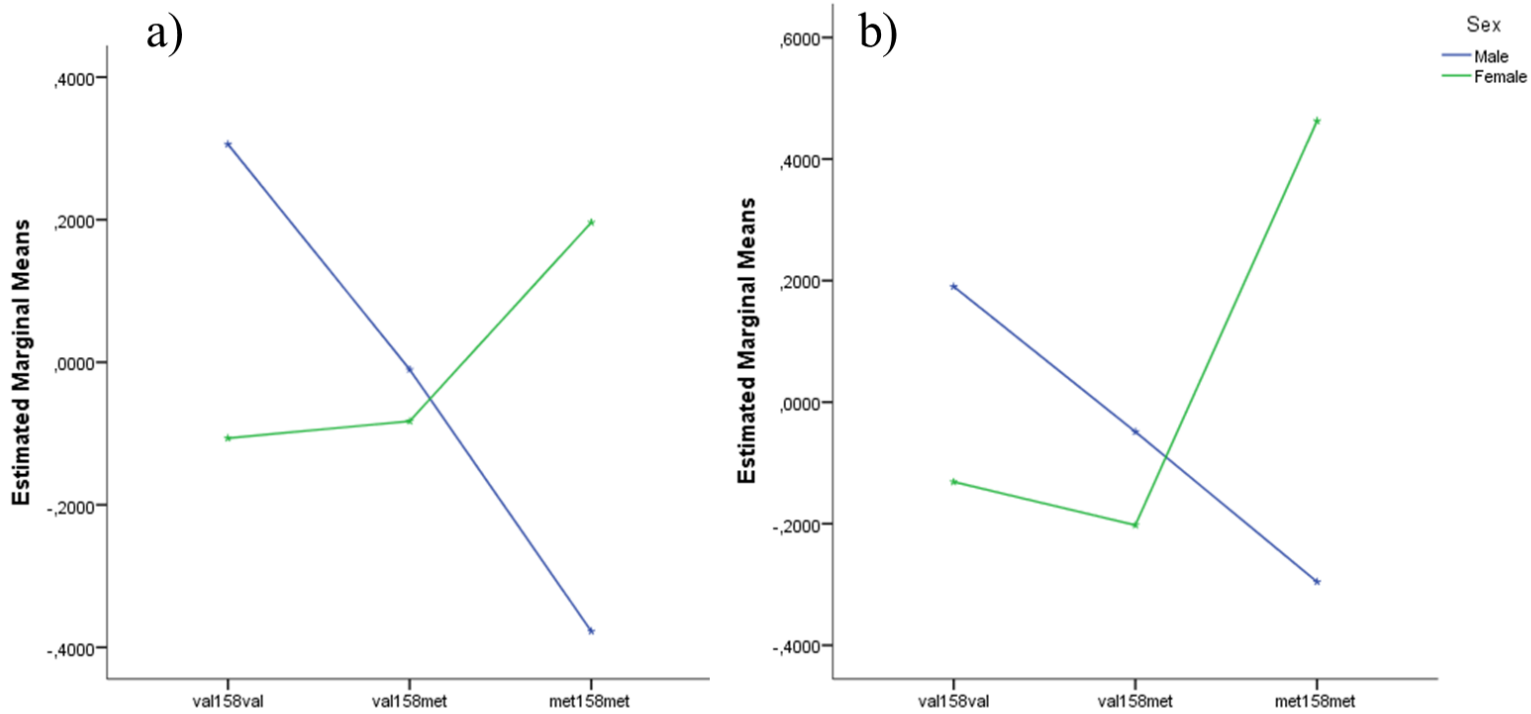 a)
Estimated Marginal Means
,4000
,2000
,0000
-,2000
-,4000
val158val val158met met158met
b)
Estimated Marginal Means
,6000
,4000
,2000
,0000
-,2000
-,4000
val158val val158met met158met
Sex
Male
Female